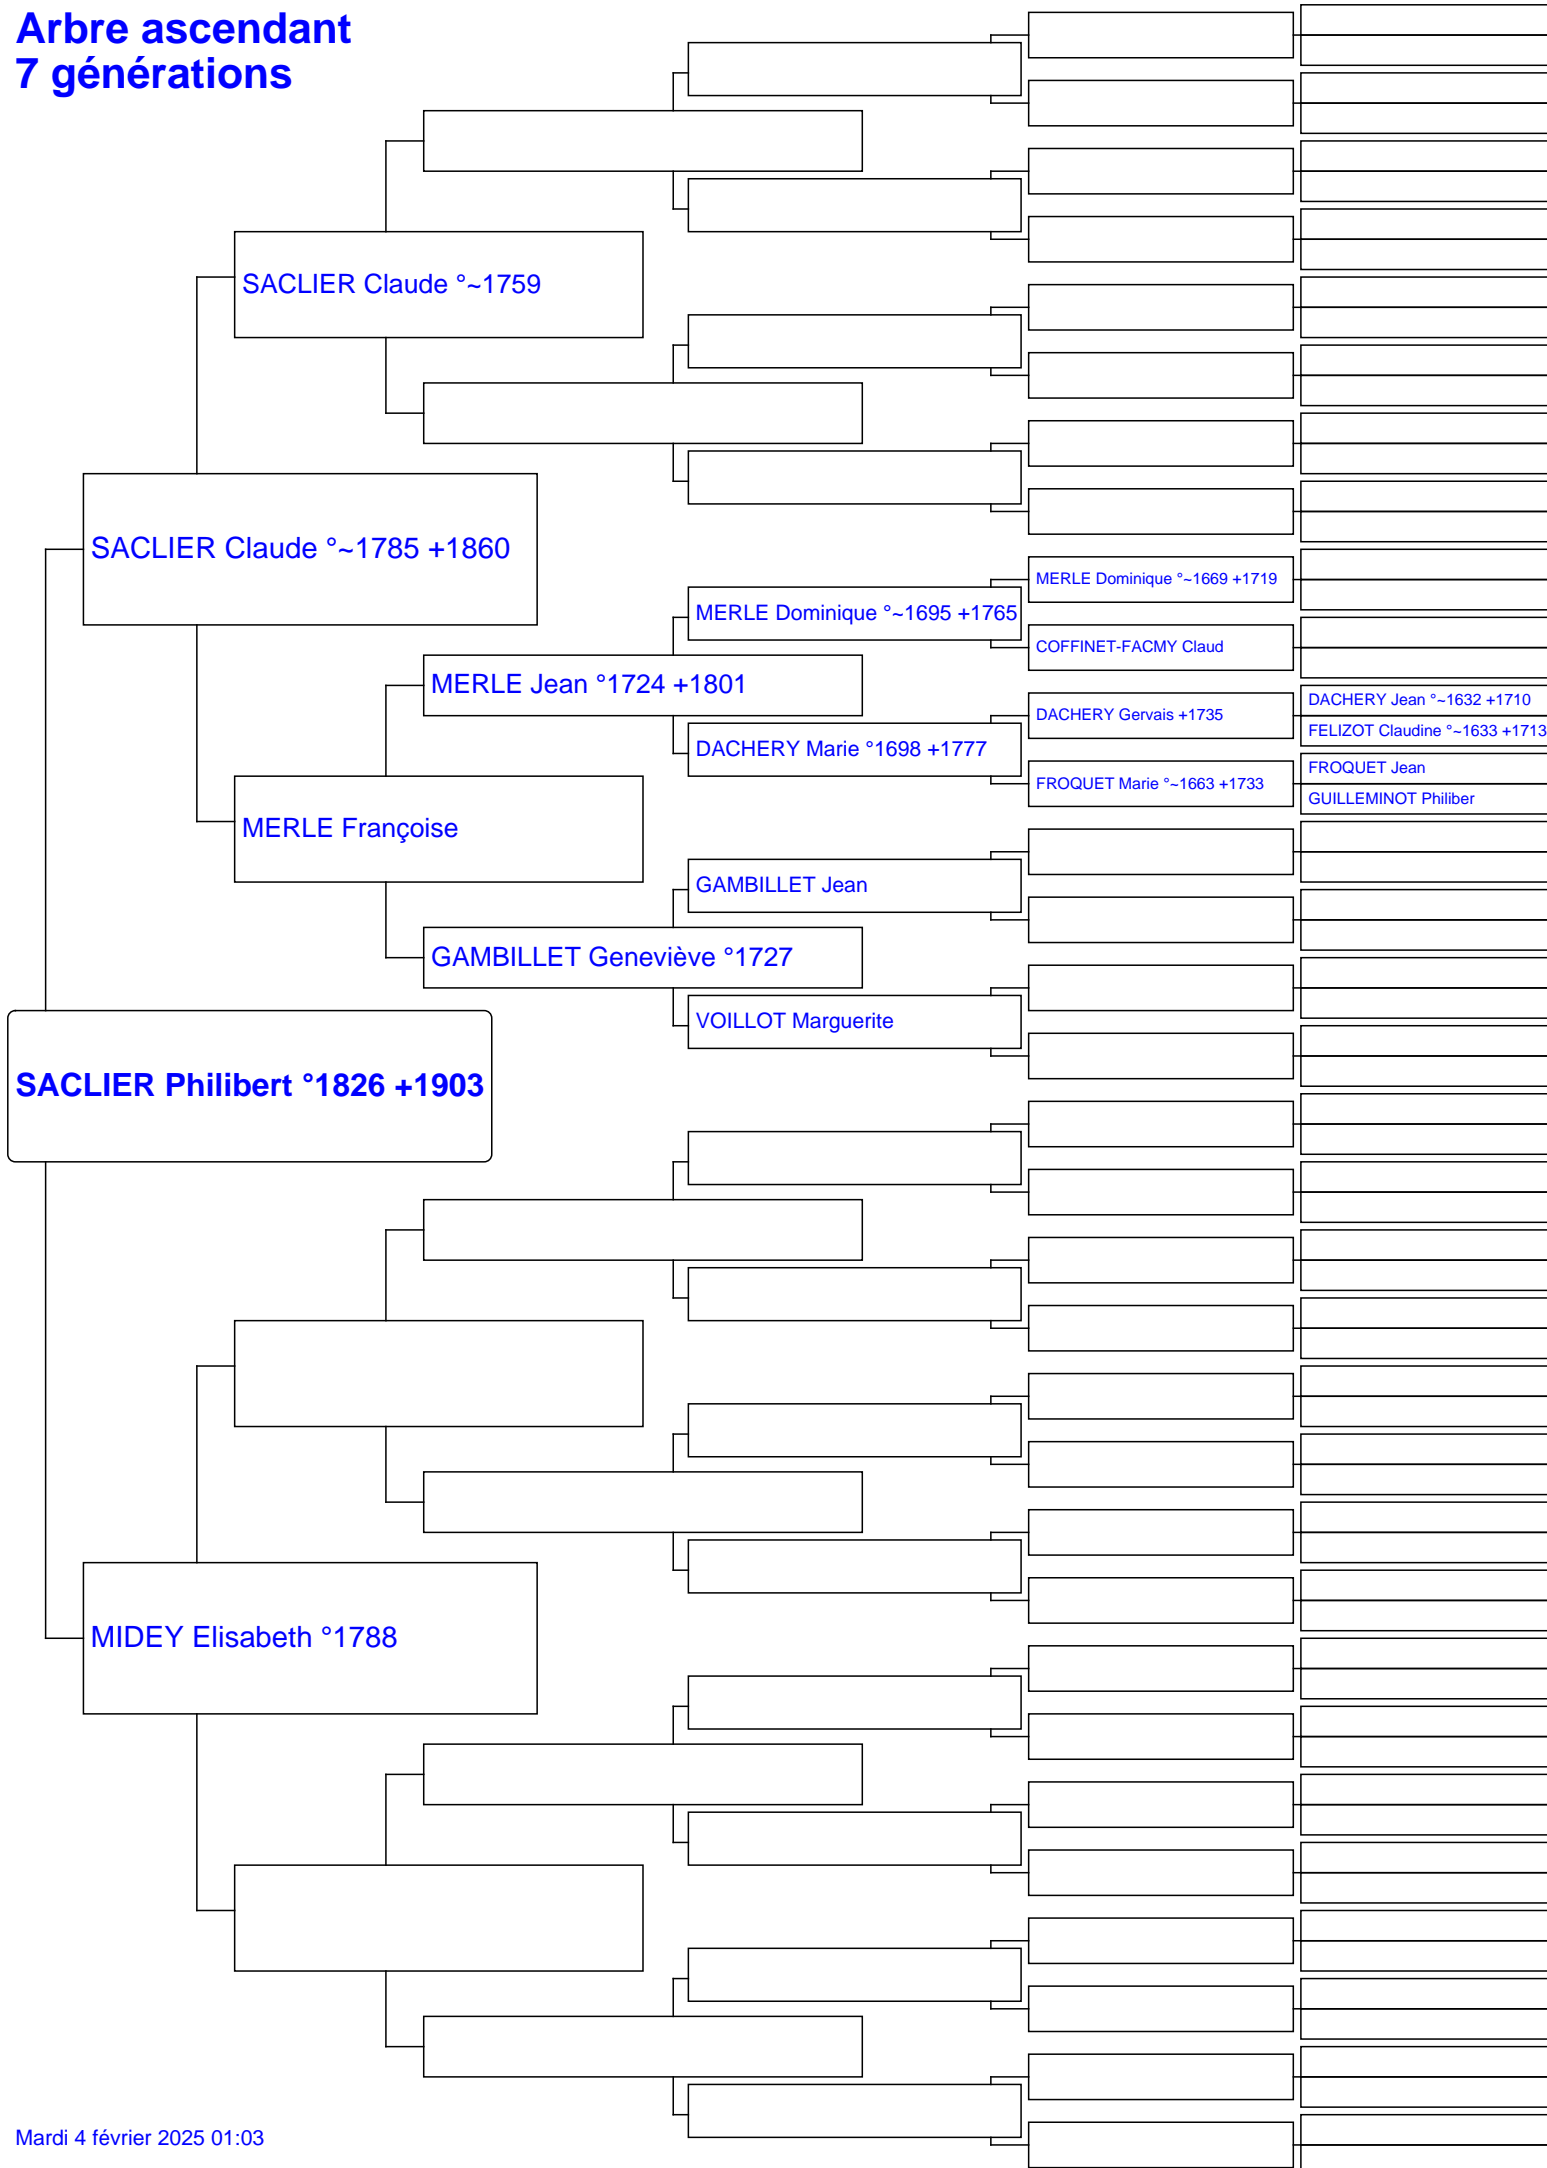 Arbre ascendant
7 générations
SACLIER Claude °~1759
SACLIER Claude °~1785 +1860
MERLE Dominique °~1669 +1719
MERLE Dominique °~1695 +1765
COFFINET-FACMY Claud
MERLE Jean °1724 +1801
DACHERY Jean °~1632 +1710
DACHERY Gervais +1735
FELIZOT Claudine °~1633 +1713
DACHERY Marie °1698 +1777
FROQUET Jean
FROQUET Marie °~1663 +1733
GUILLEMINOT Philiber
MERLE Françoise
GAMBILLET Jean
GAMBILLET Geneviève °1727
VOILLOT Marguerite
SACLIER Philibert °1826 +1903
MIDEY Elisabeth °1788
Mardi 4 février 2025 01:03